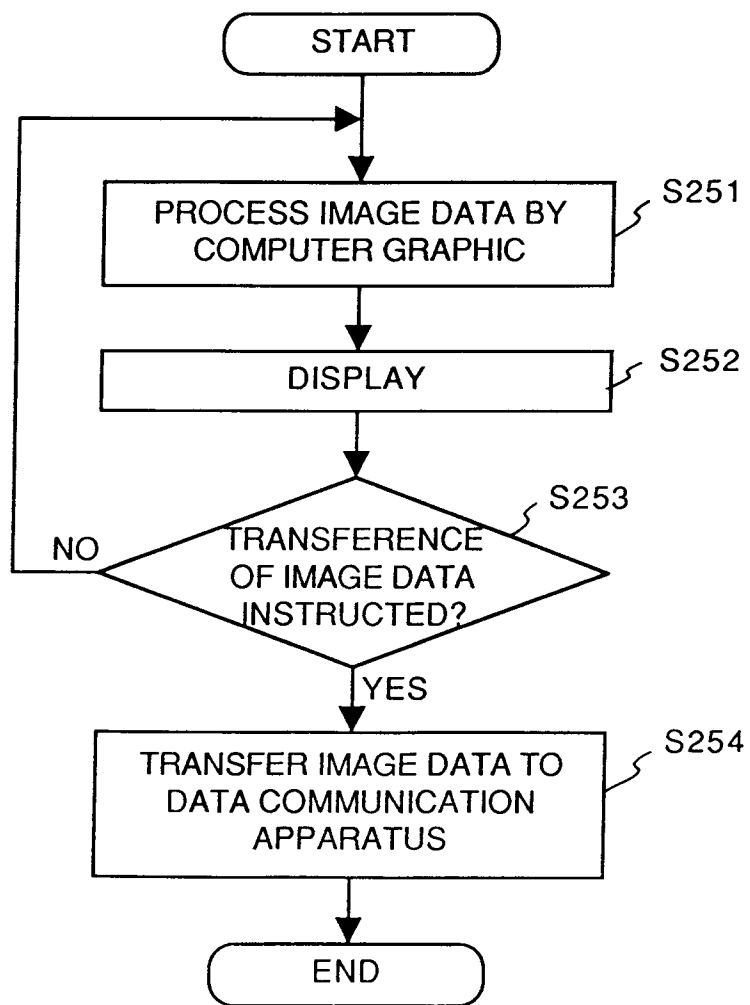 START
S251
PROCESS IMAGE DATA BY
COMPUTER GRAPHIC
S252
DISPLAY
S253
TRANSFERENCE
OF IMAGE DATA
INSTRUCTED?
NO
YES
S254
TRANSFER IMAGE DATA TO
DATA COMMUNICATION
APPARATUS
END